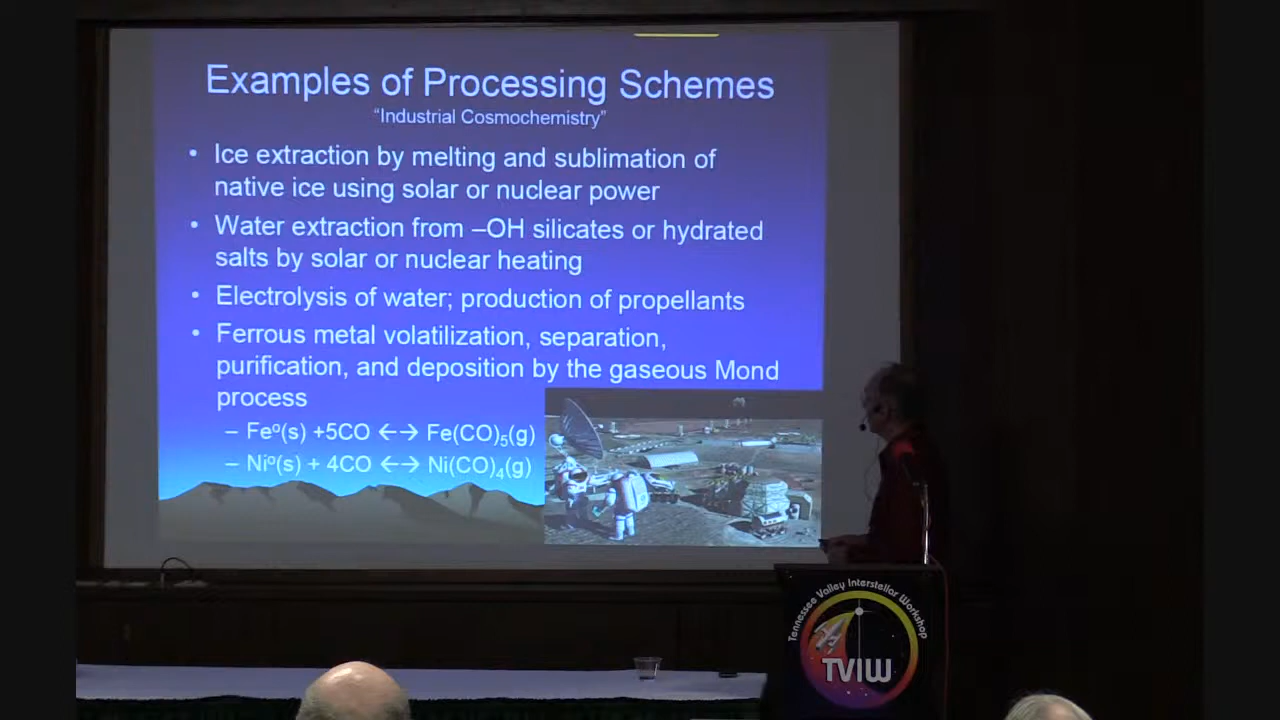 Examples of Processing Schemes
“Industrial Cosmochemistry”
• Ice extraction by melting and sublimation of
native ice using solar or nuclear power
• Water extraction from –OH silicates or hydrated
salts by solar or nuclear heating
• Electrolysis of water; production of propellants
• Ferrous metal volatilization, separation,
purification, and deposition by the gaseous Mond
process
– Feº(s) +5CO ←→ Fe(CO)₅(g)
– Niº(s) + 4CO ←→ Ni(CO)₄(g)
Tennessee Valley Interstellar Workshop
TVIW